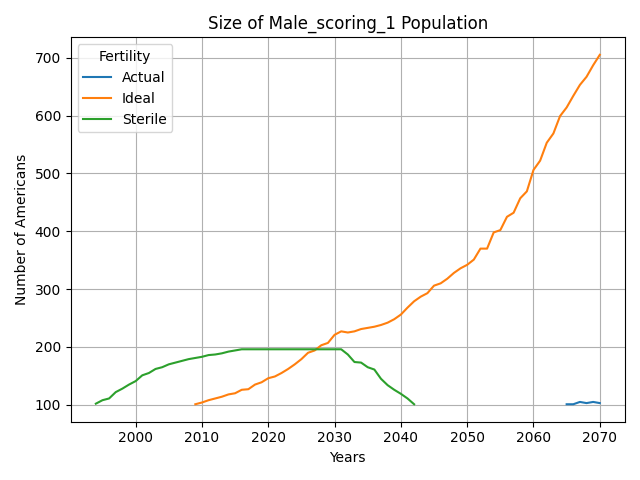 Size of Male_scoring_1 Population
Fertility
Actual
Ideal
Sterile
Number of Americans
700
600
500
400
300
200
100
2000 2010 2020 2030 2040 2050 2060 2070
Years